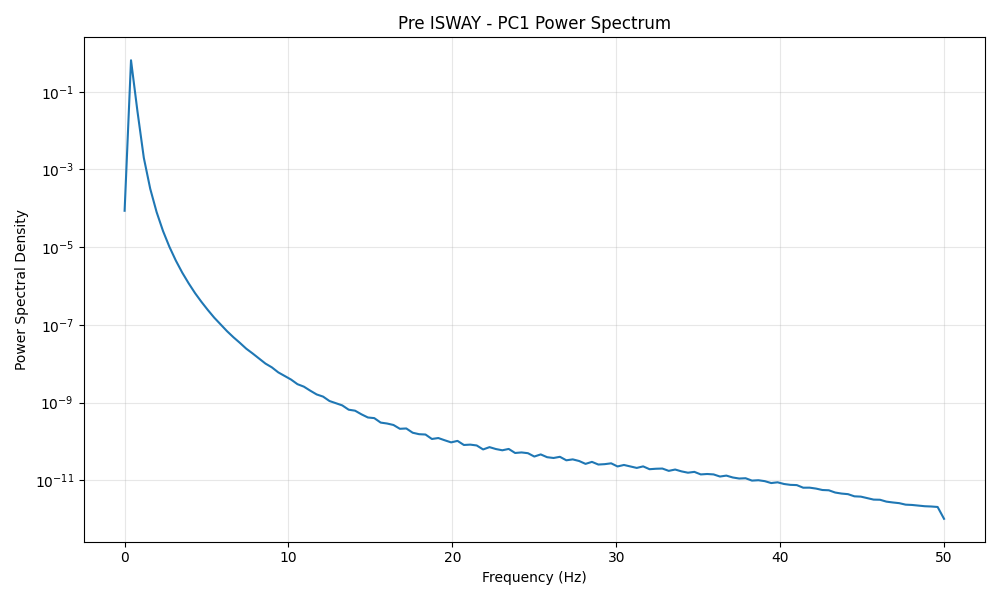 Pre ISWAY - PC1 Power Spectrum
Power Spectral Density
10⁻¹
10⁻³
10⁻⁵
10⁻⁷
10⁻⁹
10⁻¹¹
0 10 20 30 40 50
Frequency (Hz)